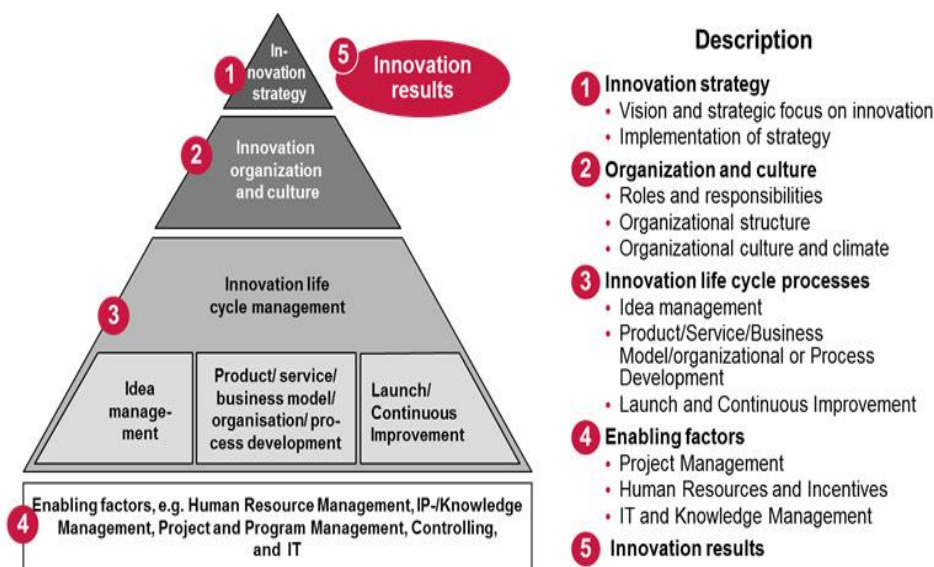 1
In-
novation
strategy
5
Innovation
results
2
Innovation
organization
and culture
3
Innovation life
cycle management
Idea
manage-
ment
Product/ service/
business model/
organisation/ pro-
cess development
Launch/
Continuous
Improvement
4
Enabling factors, e.g. Human Resource Management, IP-/Knowledge
Management, Project and Program Management, Controlling,
and IT
Description
1 Innovation strategy
• Vision and strategic focus on innovation
• Implementation of strategy
2 Organization and culture
• Roles and responsibilities
• Organizational structure
• Organizational culture and climate
3 Innovation life cycle processes
• Idea management
• Product/Service/Business
Model/organizational or Process
Development
• Launch and Continuous Improvement
4 Enabling factors
• Project Management
• Human Resources and Incentives
• IT and Knowledge Management
5 Innovation results